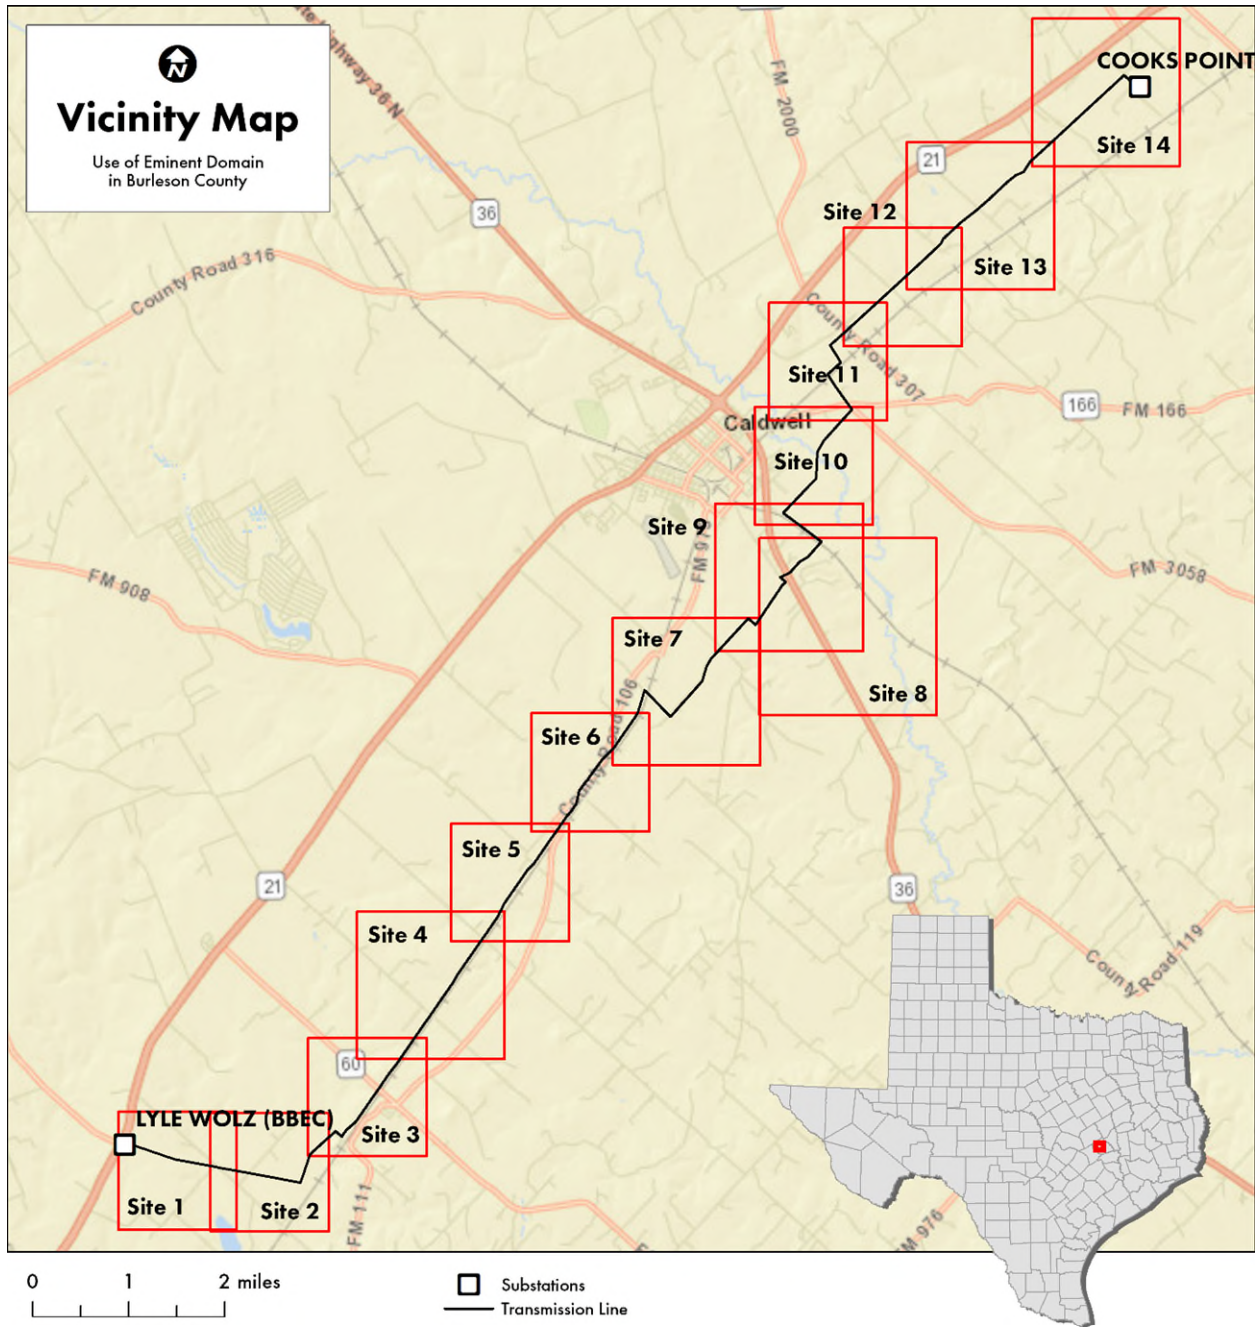 N
Vicinity Map
Use of Eminent Domain
in Burleson County
Highway 36 N
FM 2000
COOKS POINT
Site 14
21
36
Site 12
Site 13
County Road 316
County Road 307
Site 11
166
FM 166
Caldwell
Site 10
Site 9
FM 3058
FM 908
Site 7
County Road 106
Site 8
Site 6
Site 5
21
36
Site 4
County Road 119
60
LYLE WOLZ (BBEC)
Site 3
Site 1
Site 2
FM 111
FM 976
0 1 2 miles
Substations
Transmission Line